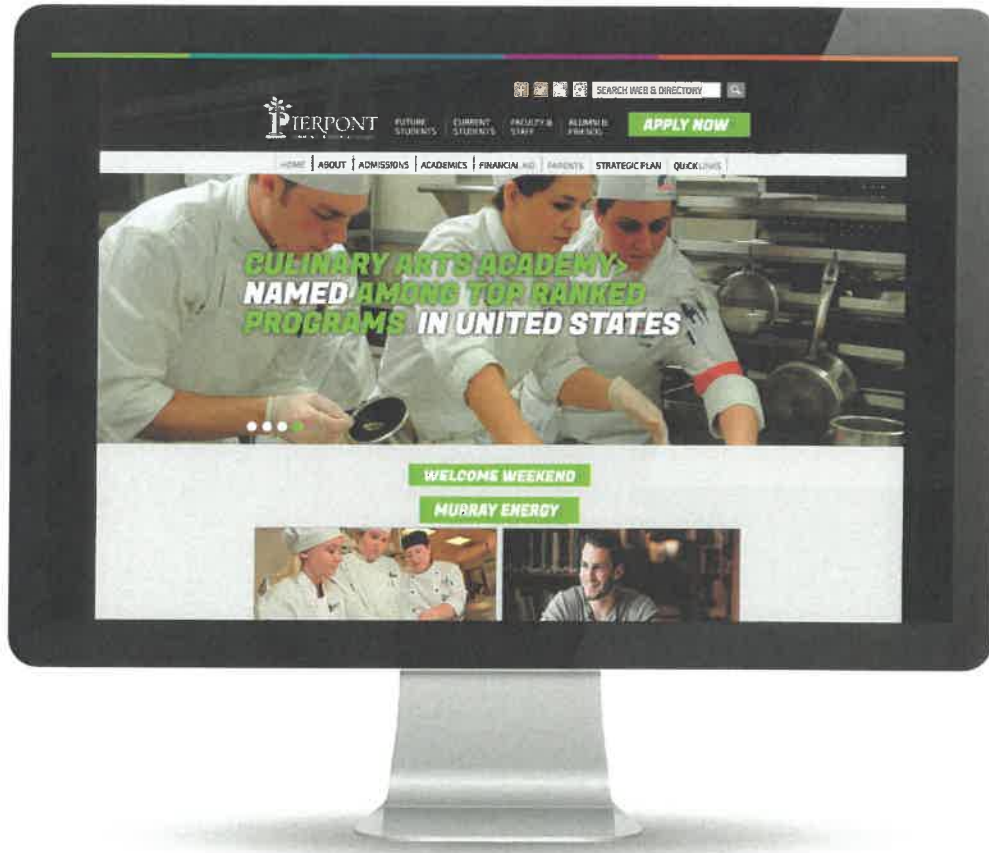 SEARCH WEB & DIRECTORY
PIERPONT
FUTURE STUDENTS
CURRENT STUDENTS
FACULTY & STAFF
ALUMNI & FRIENDS
APPLY NOW
HOME ABOUT ADMISSIONS ACADEMICS FINANCIAL AID PARENTS STRATEGIC PLAN QUICK LINKS
CULINARY ARTS ACADEMY>
NAMED AMONG TOP RANKED
PROGRAMS IN UNITED STATES
WELCOME WEEKEND
MURRAY ENERGY